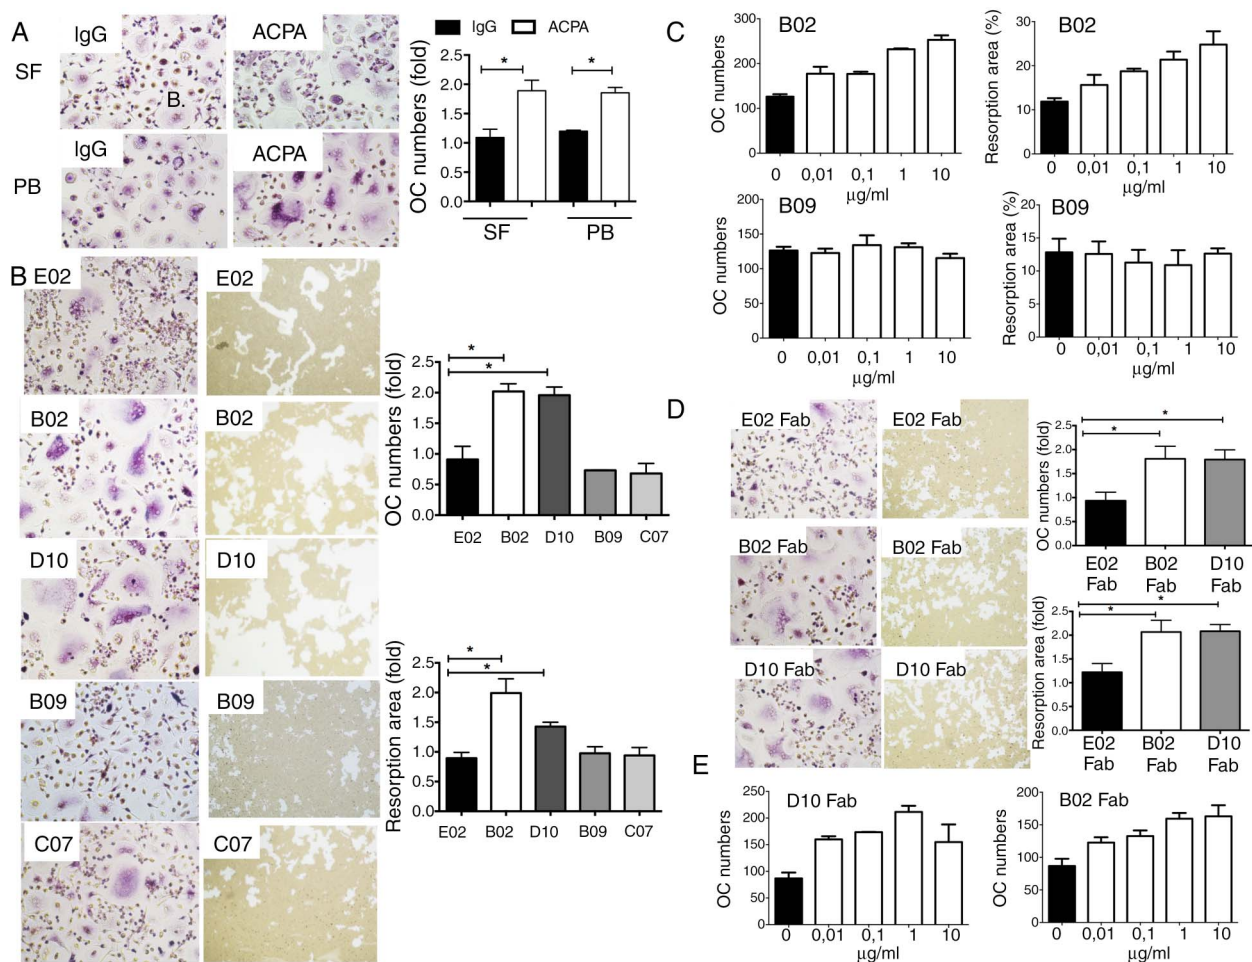 A
IgG
ACPA
SF
B.
IgG
ACPA
PB
IgG
ACPA
OC numbers (fold)
2.5
2.0
1.5
1.0
0.5
0.0
*
*
SF
PB
B
E02
E02
B02
B02
D10
D10
B09
B09
C07
C07
OC numbers (fold)
2.5
2.0
1.5
1.0
0.5
0.0
*
*
E02 B02 D10 B09 C07
Resorption area (fold)
2.5
2.0
1.5
1.0
0.5
0.0
*
*
E02 B02 D10 B09 C07
C
B02
OC numbers
300
200
100
0
0 0,01 0,1 1 10
µg/ml
B02
Resorption area (%)
30
20
10
0
0 0,01 0,1 1 10
µg/ml
B09
OC numbers
200
150
100
50
0
0 0,01 0,1 1 10
µg/ml
B09
Resorption area (%)
20
15
10
5
0
0 0,01 0,1 1 10
µg/ml
D
E02 Fab
E02 Fab
B02 Fab
B02 Fab
D10 Fab
D10 Fab
OC numbers (fold)
2.5
2.0
1.5
1.0
0.5
0.0
*
*
E02 B02 D10
Fab Fab Fab
Resorption area (fold)
2.5
2.0
1.5
1.0
0.5
0.0
*
*
E02 B02 D10
Fab Fab Fab
E
D10 Fab
OC numbers
250
200
150
100
50
0
0 0,01 0,1 1 10
µg/ml
B02 Fab
OC numbers
200
150
100
50
0
0 0,01 0,1 1 10
µg/ml